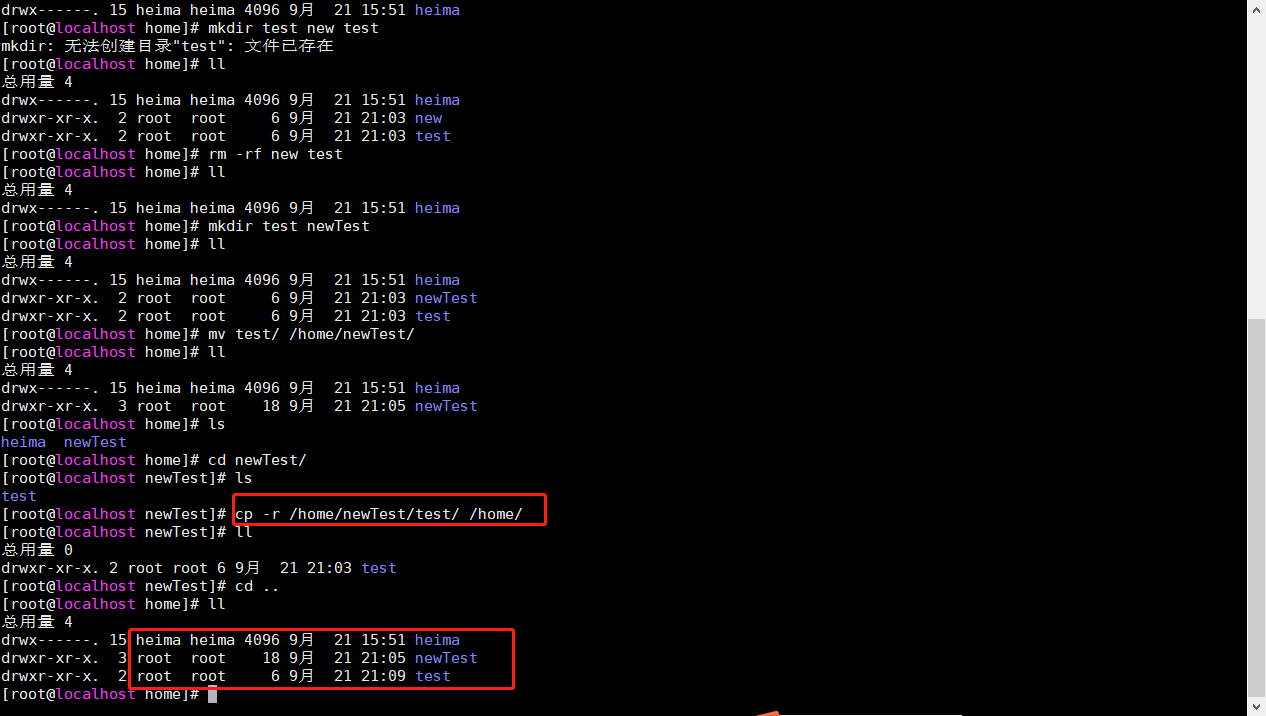 drwx------. 15 heima heima 4096 9月  21 15:51 heima
[root@localhost home]# mkdir test new test
mkdir: 无法创建目录"test": 文件已存在
[root@localhost home]# ll
总用量 4
drwx------. 15 heima heima 4096 9月  21 15:51 heima
drwxr-xr-x.  2 root  root     6 9月  21 21:03 new
drwxr-xr-x.  2 root  root     6 9月  21 21:03 test
[root@localhost home]# rm -rf new test
[root@localhost home]# ll
总用量 4
drwx------. 15 heima heima 4096 9月  21 15:51 heima
[root@localhost home]# mkdir test newTest
[root@localhost home]# ll
总用量 4
drwx------. 15 heima heima 4096 9月  21 15:51 heima
drwxr-xr-x.  2 root  root     6 9月  21 21:03 newTest
drwxr-xr-x.  2 root  root     6 9月  21 21:03 test
[root@localhost home]# mv test/ /home/newTest/
[root@localhost home]# ll
总用量 4
drwx------. 15 heima heima 4096 9月  21 15:51 heima
drwxr-xr-x.  3 root  root    18 9月  21 21:05 newTest
[root@localhost home]# ls
heima  newTest
[root@localhost home]# cd newTest/
[root@localhost newTest]# ls
test
[root@localhost newTest]# cp -r /home/newTest/test/ /home/
[root@localhost newTest]# ll
总用量 0
drwxr-xr-x. 2 root root 6 9月  21 21:03 test
[root@localhost newTest]# cd ..
[root@localhost home]# ll
总用量 4
drwx------. 15 heima heima 4096 9月  21 15:51 heima
drwxr-xr-x.  3 root  root    18 9月  21 21:05 newTest
drwxr-xr-x.  2 root  root     6 9月  21 21:09 test
[root@localhost home]#